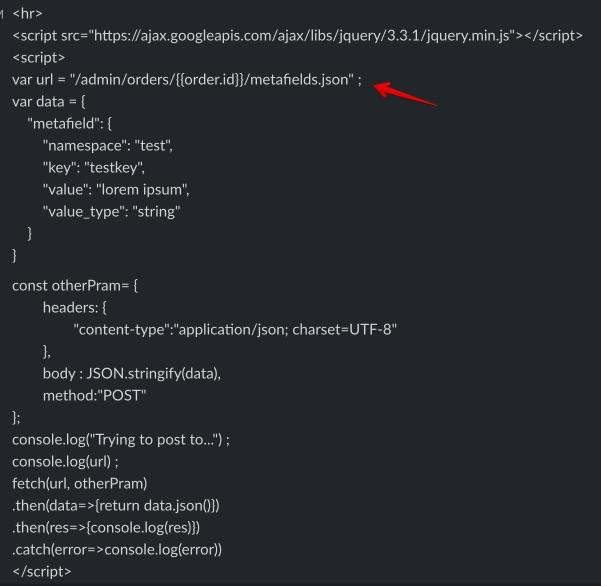 <hr>
<script src="https://ajax.googleapis.com/ajax/libs/jquery/3.3.1/jquery.min.js"></script>
<script>
var url = "/admin/orders/{{order.id}}/metafields.json" ;
var data = {
"metafield": {
"namespace": "test",
"key": "testkey",
"value": "lorem ipsum",
"value_type": "string"
}
}
const otherPram= {
headers: {
"content-type":"application/json; charset=UTF-8"
},
body : JSON.stringify(data),
method:"POST"
};
console.log("Trying to post to...") ;
console.log(url) ;
fetch(url, otherPram)
.then(data=>{return data.json()})
.then(res=>{console.log(res)})
.catch(error=>console.log(error))
</script>